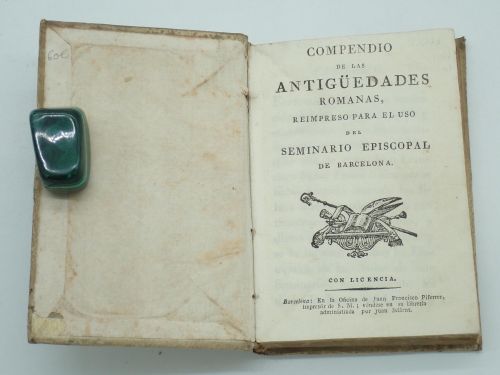 60€
COMPENDIO
DE LAS
ANTIGÜEDADES
ROMANAS,
REIMPRESO PARA EL USO
DEL
SEMINARIO EPISCOPAL
DE BARCELONA.
CON LICENCIA.
Barcelona: En la Oficina de Juan Francisco Piferrer,
impresor de S. M.; véndese en su librería
administrada por Juan Sellent.